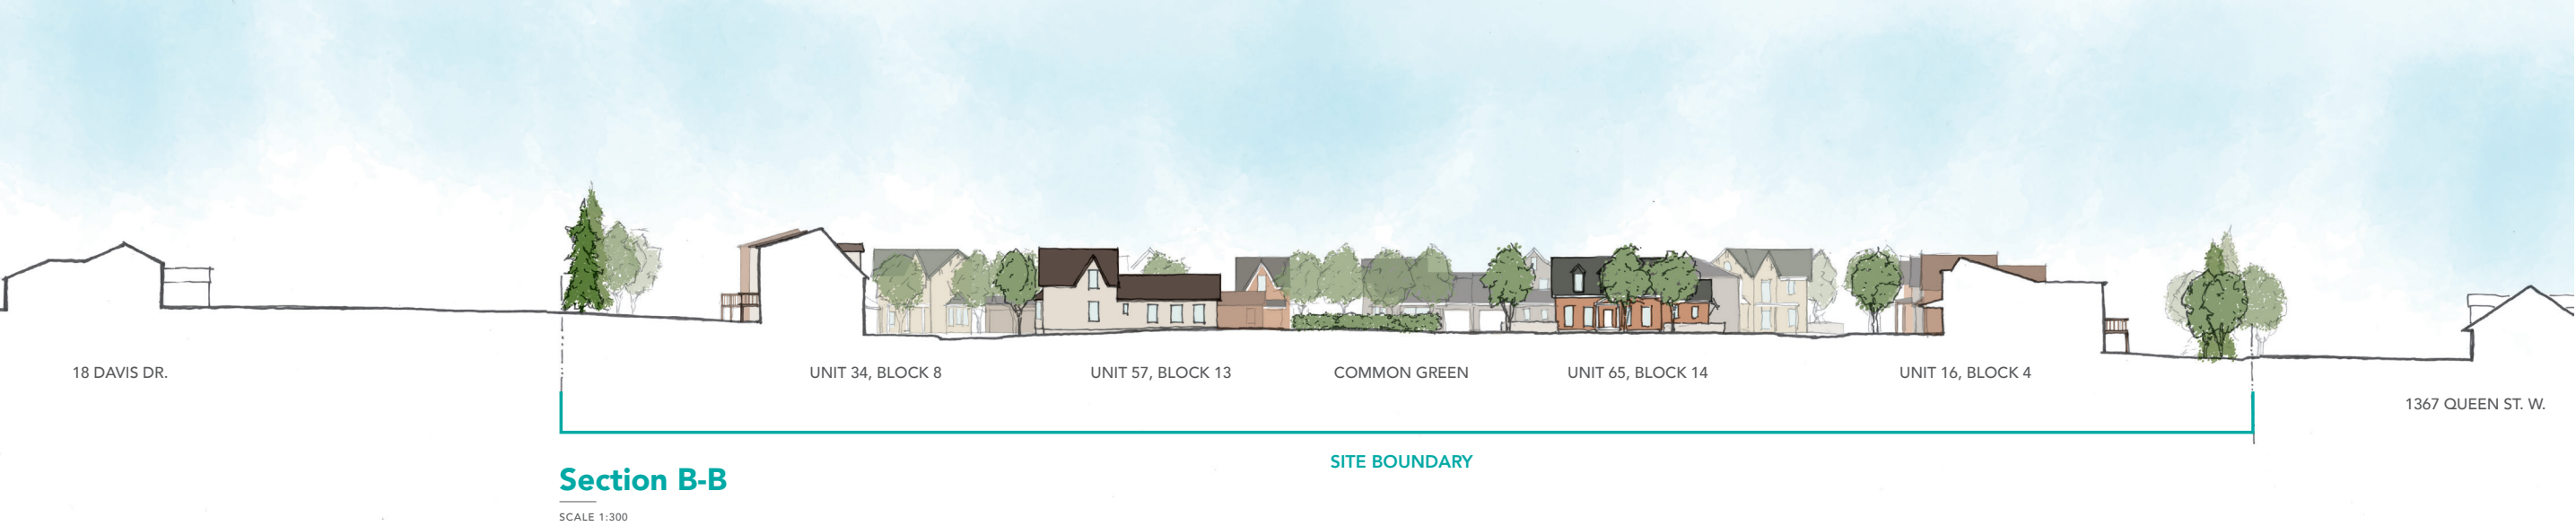 18 DAVIS DR.
UNIT 34, BLOCK 8
UNIT 57, BLOCK 13
COMMON GREEN
UNIT 65, BLOCK 14
UNIT 16, BLOCK 4
1367 QUEEN ST. W.
SITE BOUNDARY
Section B-B
SCALE 1:300